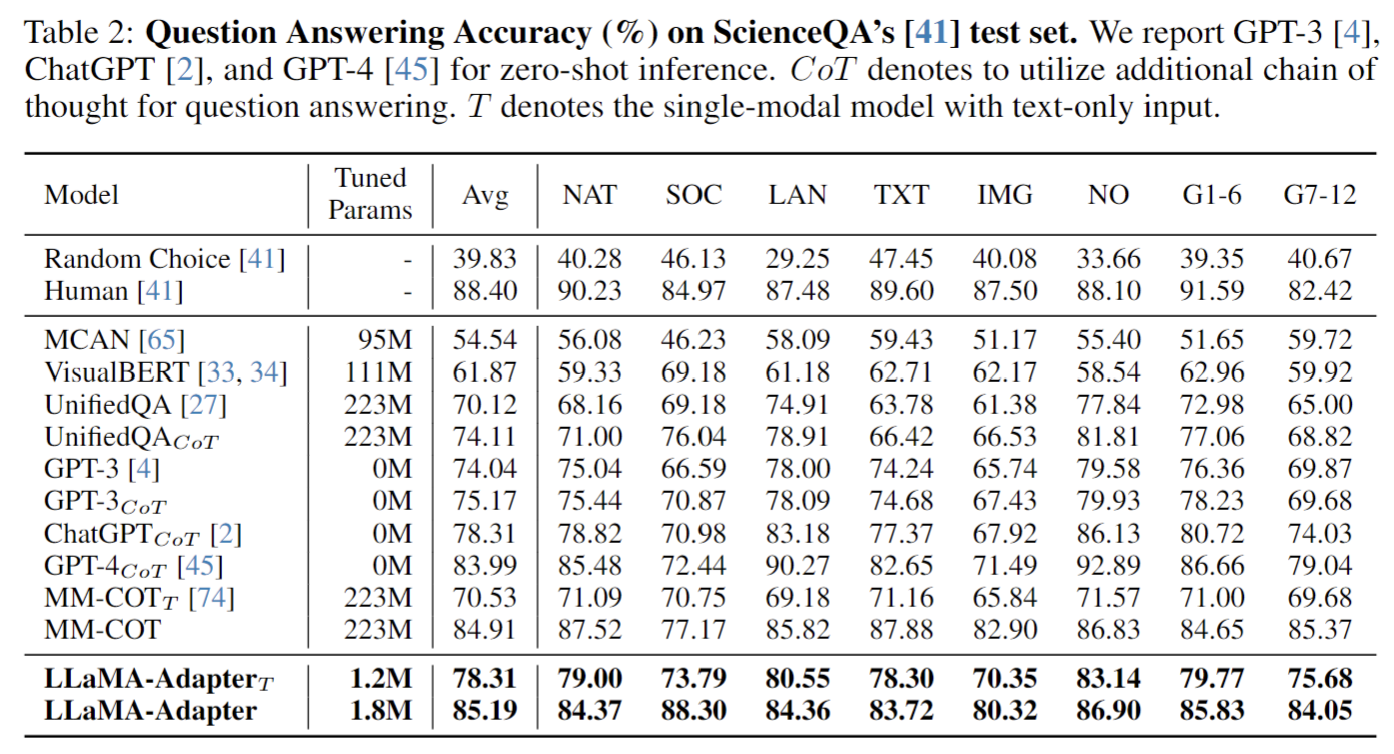 Table 2: Question Answering Accuracy (%) on ScienceQA's [41] test set. We report GPT-3 [4],
ChatGPT [2], and GPT-4 [45] for zero-shot inference. CoT denotes to utilize additional chain of
thought for question answering. T denotes the single-modal model with text-only input.
Model Tuned Params Avg NAT SOC LAN TXT IMG NO G1-6 G7-12
Random Choice [41] - 39.83 40.28 46.13 29.25 47.45 40.08 33.66 39.35 40.67
Human [41] - 88.40 90.23 84.97 87.48 89.60 87.50 88.10 91.59 82.42
MCAN [65] 95M 54.54 56.08 46.23 58.09 59.43 51.17 55.40 51.65 59.72
VisualBERT [33, 34] 111M 61.87 59.33 69.18 61.18 62.71 62.17 58.54 62.96 59.92
UnifiedQA [27] 223M 70.12 68.16 69.18 74.91 63.78 61.38 77.84 72.98 65.00
UnifiedQACoT 223M 74.11 71.00 76.04 78.91 66.42 66.53 81.81 77.06 68.82
GPT-3 [4] 0M 74.04 75.04 66.59 78.00 74.24 65.74 79.58 76.36 69.87
GPT-3CoT 0M 75.17 75.44 70.87 78.09 74.68 67.43 79.93 78.23 69.68
ChatGPTCoT [2] 0M 78.31 78.82 70.98 83.18 77.37 67.92 86.13 80.72 74.03
GPT-4CoT [45] 0M 83.99 85.48 72.44 90.27 82.65 71.49 92.89 86.66 79.04
MM-COTT [74] 223M 70.53 71.09 70.75 69.18 71.16 65.84 71.57 71.00 69.68
MM-COT 223M 84.91 87.52 77.17 85.82 87.88 82.90 86.83 84.65 85.37
LLaMA-AdapterT 1.2M 78.31 79.00 73.79 80.55 78.30 70.35 83.14 79.77 75.68
LLaMA-Adapter 1.8M 85.19 84.37 88.30 84.36 83.72 80.32 86.90 85.83 84.05